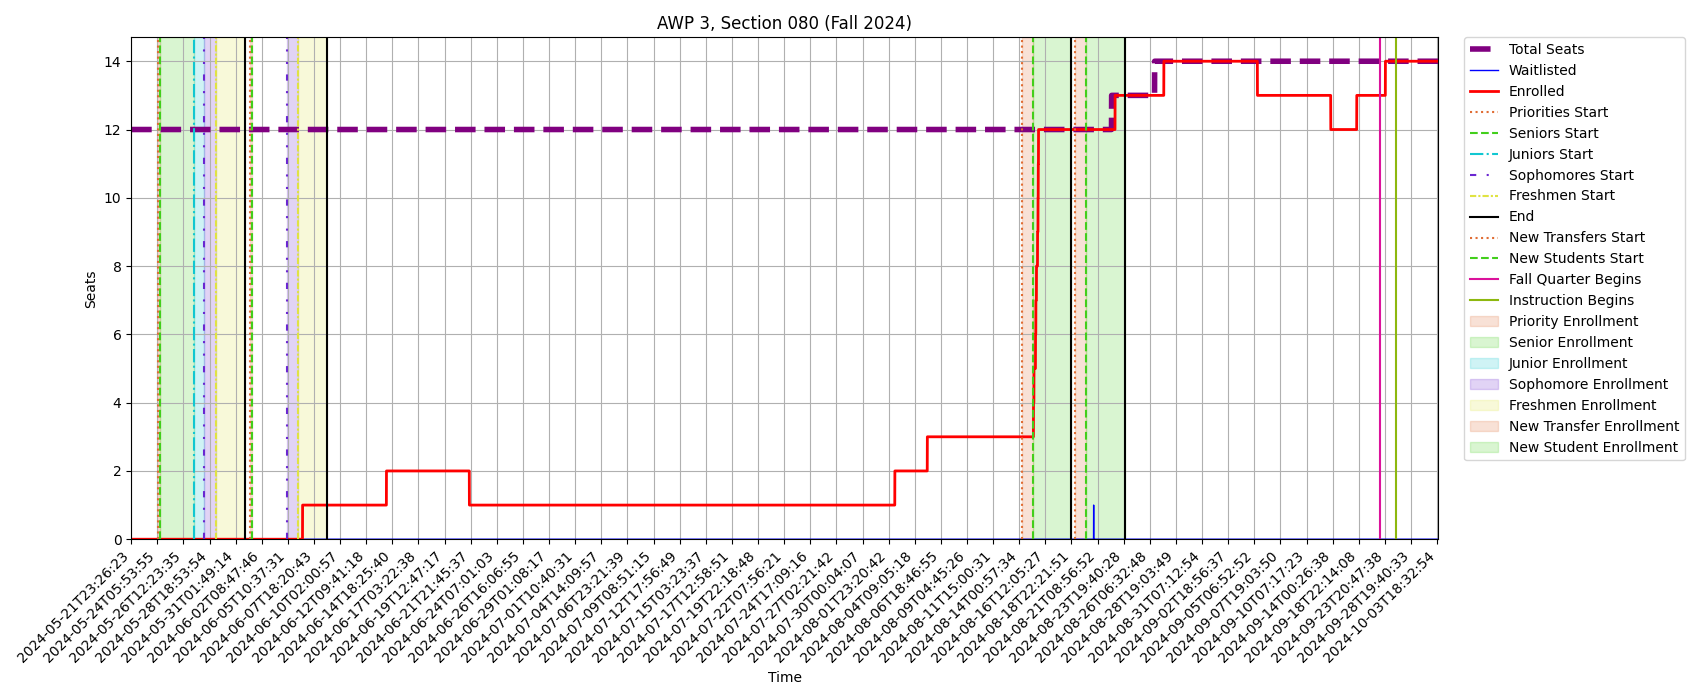 AWP 3, Section 080 (Fall 2024)
Seats
14
12
10
8
6
4
2
0
2024-05-21T23:26:23
2024-05-24T05:53:55
2024-05-26T12:23:35
2024-05-28T18:53:54
2024-05-31T01:49:14
2024-06-02T08:47:46
2024-06-05T10:37:31
2024-06-07T18:20:43
2024-06-10T02:00:57
2024-06-12T09:41:18
2024-06-14T18:25:40
2024-06-17T03:22:38
2024-06-19T12:47:17
2024-06-21T21:45:37
2024-06-24T07:01:03
2024-06-26T16:06:55
2024-06-29T01:08:17
2024-07-01T10:40:31
2024-07-04T14:09:57
2024-07-06T23:21:39
2024-07-09T08:51:15
2024-07-12T17:56:49
2024-07-15T03:23:37
2024-07-17T12:58:51
2024-07-19T22:18:48
2024-07-22T07:56:21
2024-07-24T17:09:16
2024-07-27T02:21:42
2024-07-30T00:04:07
2024-08-01T23:20:42
2024-08-04T09:05:18
2024-08-06T18:46:55
2024-08-09T04:45:26
2024-08-11T15:00:31
2024-08-14T00:57:34
2024-08-16T12:05:27
2024-08-18T22:21:51
2024-08-21T08:56:52
2024-08-23T19:40:28
2024-08-26T06:32:48
2024-08-28T19:03:49
2024-08-31T07:12:54
2024-09-02T18:56:37
2024-09-05T06:52:52
2024-09-07T19:03:50
2024-09-10T07:17:23
2024-09-14T00:26:38
2024-09-18T22:14:08
2024-09-23T20:47:38
2024-09-28T19:40:33
2024-10-03T18:32:54
Time
Total Seats
Waitlisted
Enrolled
Priorities Start
Seniors Start
Juniors Start
Sophomores Start
Freshmen Start
End
New Transfers Start
New Students Start
Fall Quarter Begins
Instruction Begins
Priority Enrollment
Senior Enrollment
Junior Enrollment
Sophomore Enrollment
Freshmen Enrollment
New Transfer Enrollment
New Student Enrollment